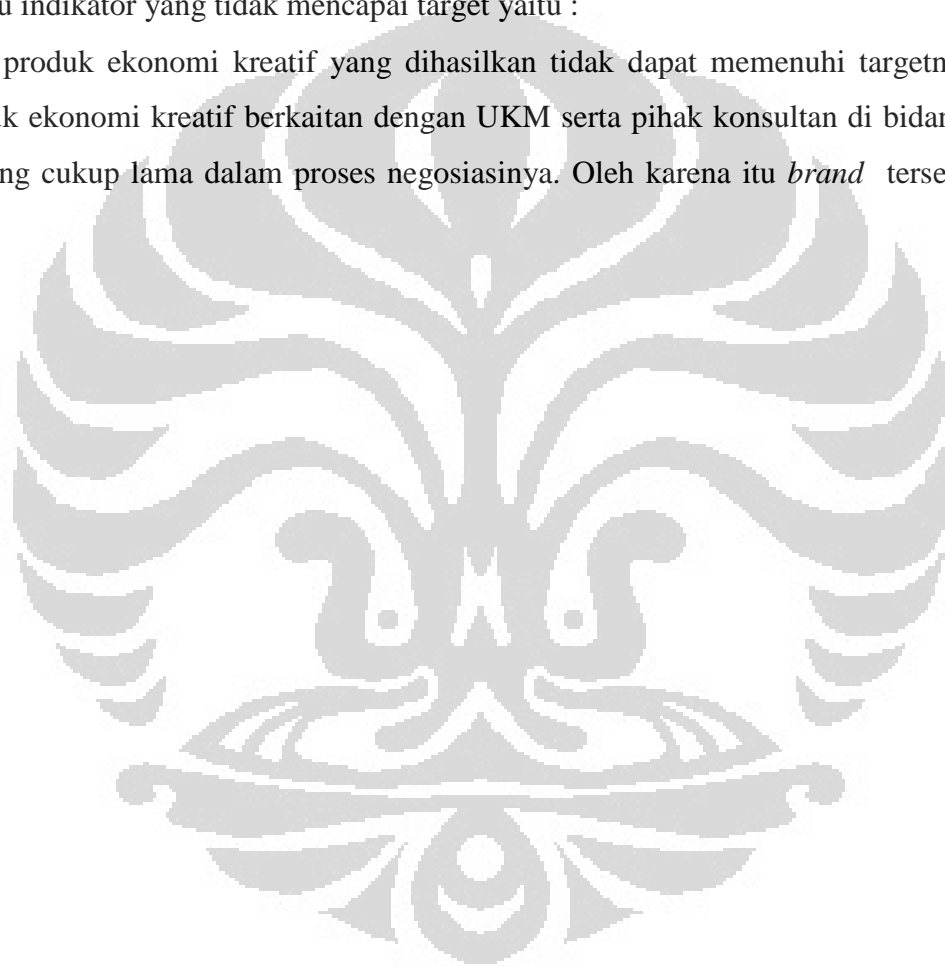 u indikator yang tidak mencapai target yaitu :
produk ekonomi kreatif yang dihasilkan tidak dapat memenuhi targetn
k ekonomi kreatif berkaitan dengan UKM serta pihak konsultan di bidan
ng cukup lama dalam proses negosiasinya. Oleh karena itu brand terse